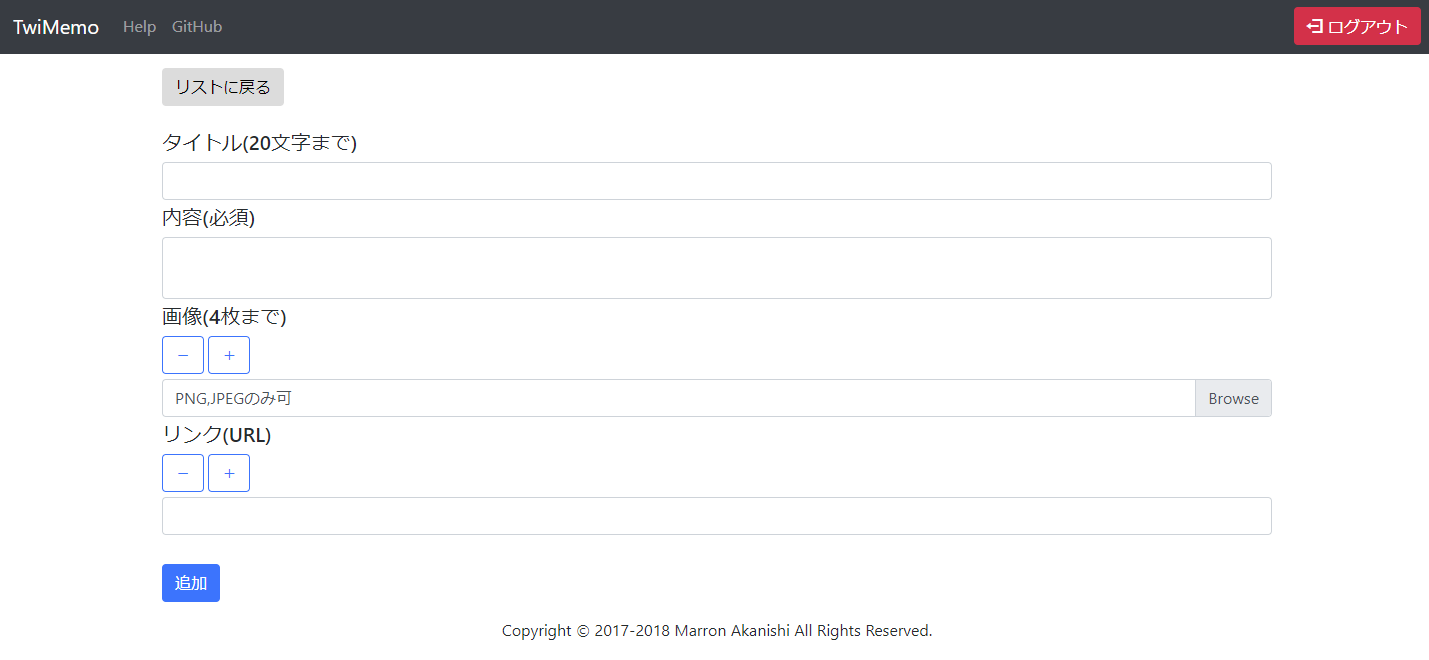 TwiMemo Help GitHub ログアウト
リストに戻る
タイトル(20文字まで)
内容(必須)
画像(4枚まで)
− +
PNG,JPEGのみ可 Browse
リンク(URL)
− +
追加
Copyright © 2017-2018 Marron Akanishi All Rights Reserved.